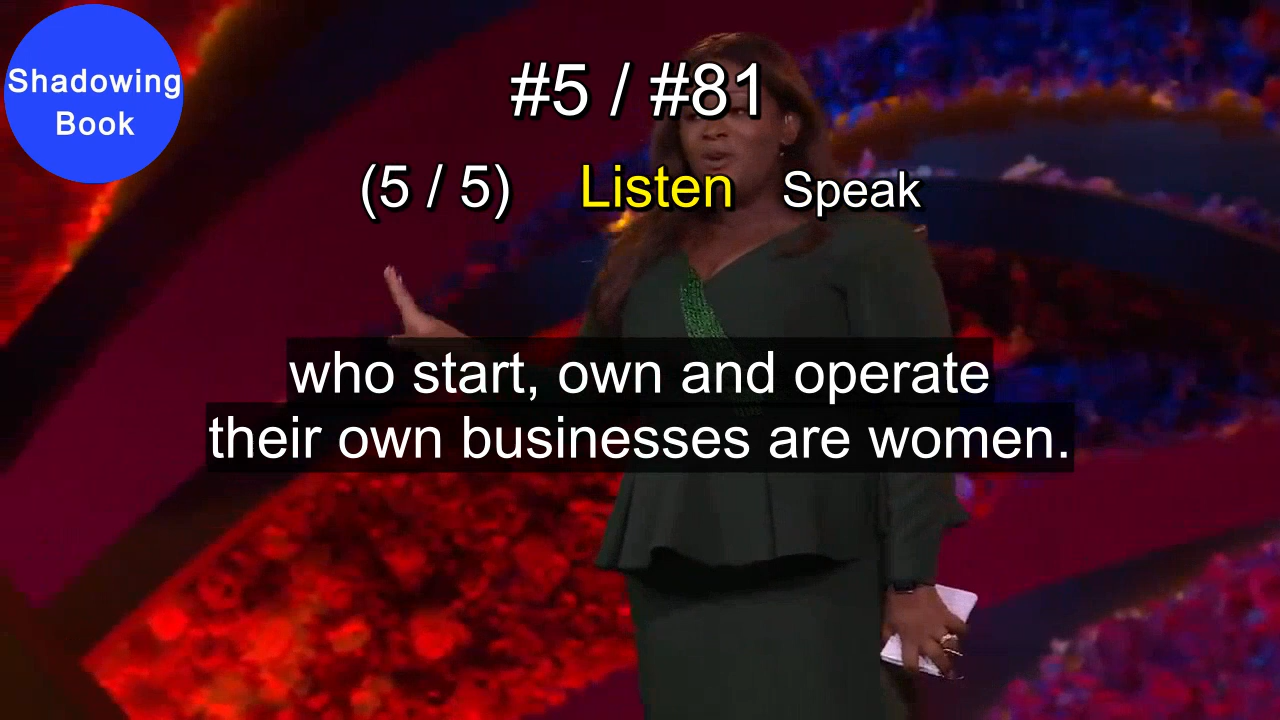 Shadowing
Book
#5 / #81
(5 / 5) Listen Speak
who start, own and operate
their own businesses are women.